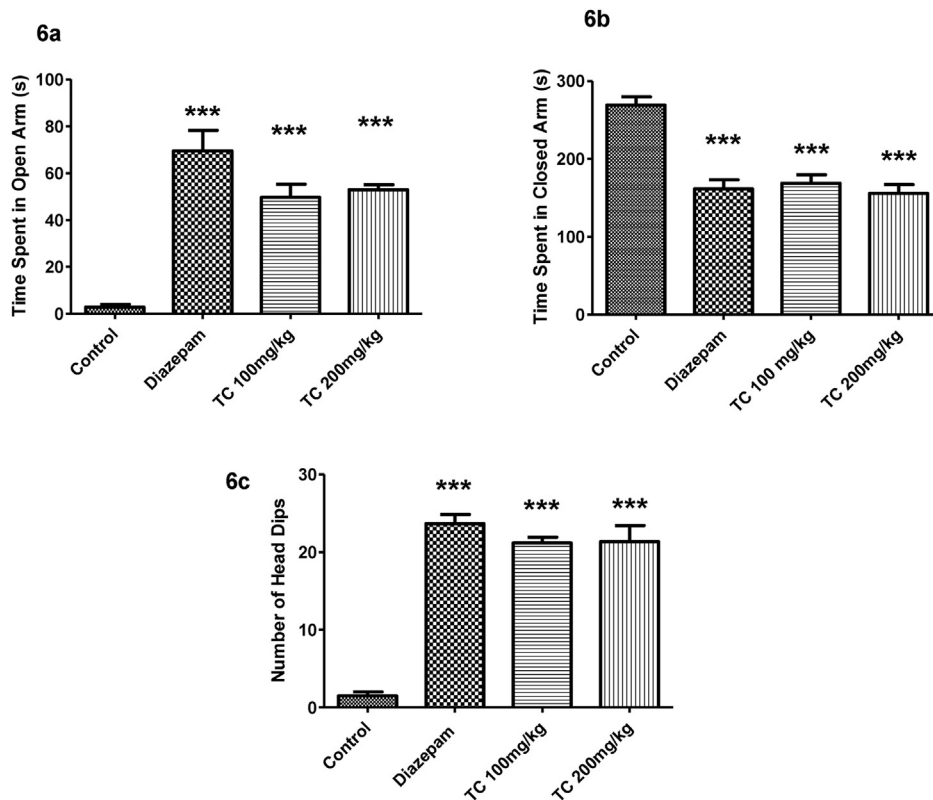 6a
Time Spent in Open Arm (s)
100
80
60
40
20
0
***
***
***
Control
Diazepam
TC 100mg/kg
TC 200mg/kg
6b
Time Spent in Closed Arm (s)
300
200
100
0
***
***
***
Control
Diazepam
TC 100 mg/kg
TC 200mg/kg
6c
Number of Head Dips
30
20
10
0
***
***
***
Control
Diazepam
TC 100mg/kg
TC 200mg/kg